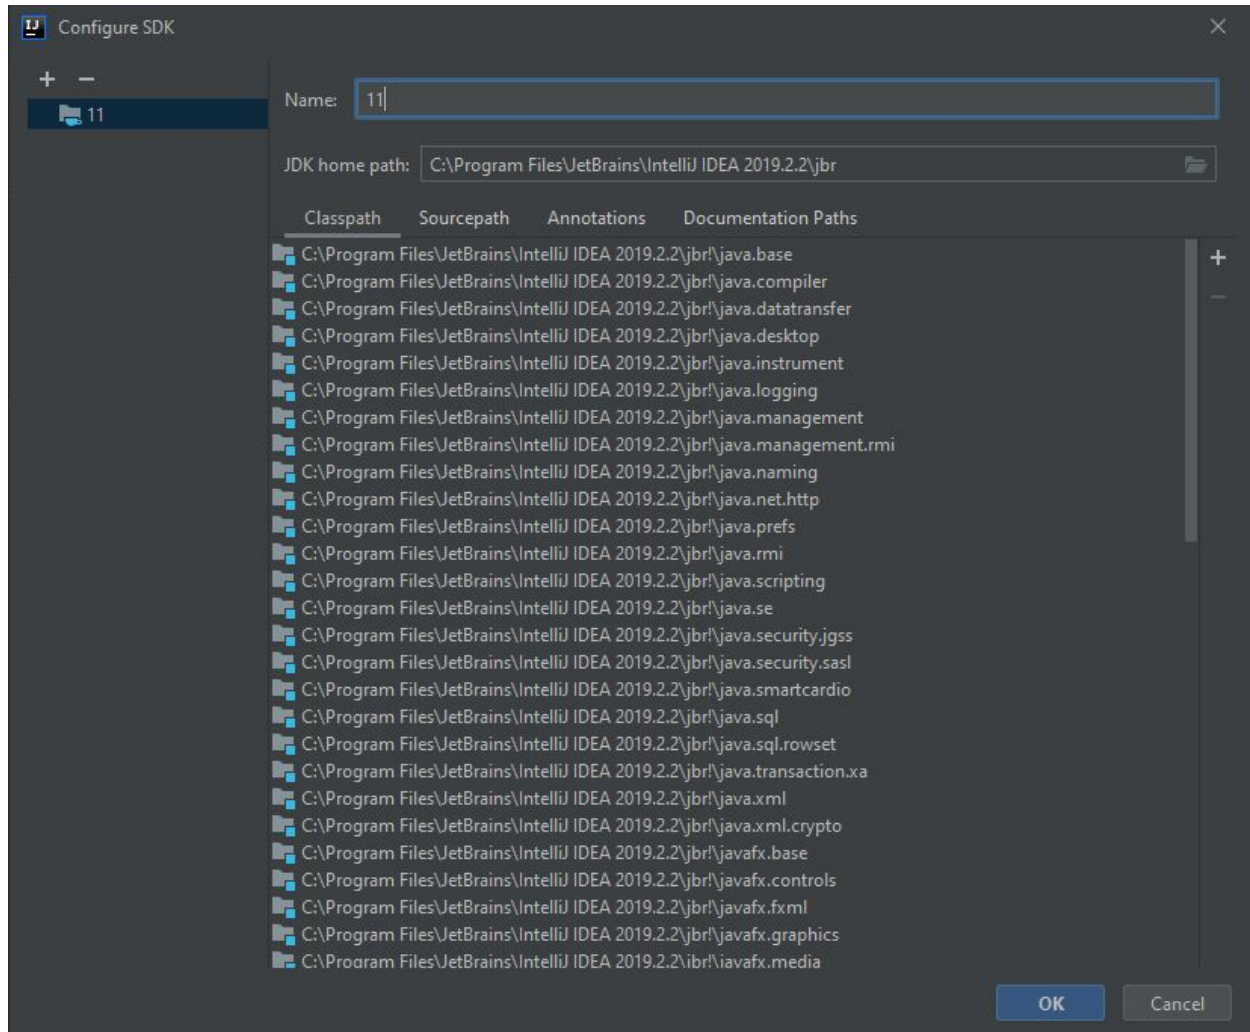 Configure SDK
11
Name: 11
JDK home path: C:\Program Files\JetBrains\IntelliJ IDEA 2019.2.2\jbr
Classpath Sourcepath Annotations Documentation Paths
C:\Program Files\JetBrains\IntelliJ IDEA 2019.2.2\jbr!\java.base
C:\Program Files\JetBrains\IntelliJ IDEA 2019.2.2\jbr!\java.compiler
C:\Program Files\JetBrains\IntelliJ IDEA 2019.2.2\jbr!\java.datatransfer
C:\Program Files\JetBrains\IntelliJ IDEA 2019.2.2\jbr!\java.desktop
C:\Program Files\JetBrains\IntelliJ IDEA 2019.2.2\jbr!\java.instrument
C:\Program Files\JetBrains\IntelliJ IDEA 2019.2.2\jbr!\java.logging
C:\Program Files\JetBrains\IntelliJ IDEA 2019.2.2\jbr!\java.management
C:\Program Files\JetBrains\IntelliJ IDEA 2019.2.2\jbr!\java.management.rmi
C:\Program Files\JetBrains\IntelliJ IDEA 2019.2.2\jbr!\java.naming
C:\Program Files\JetBrains\IntelliJ IDEA 2019.2.2\jbr!\java.net.http
C:\Program Files\JetBrains\IntelliJ IDEA 2019.2.2\jbr!\java.prefs
C:\Program Files\JetBrains\IntelliJ IDEA 2019.2.2\jbr!\java.rmi
C:\Program Files\JetBrains\IntelliJ IDEA 2019.2.2\jbr!\java.scripting
C:\Program Files\JetBrains\IntelliJ IDEA 2019.2.2\jbr!\java.se
C:\Program Files\JetBrains\IntelliJ IDEA 2019.2.2\jbr!\java.security.jgss
C:\Program Files\JetBrains\IntelliJ IDEA 2019.2.2\jbr!\java.security.sasl
C:\Program Files\JetBrains\IntelliJ IDEA 2019.2.2\jbr!\java.smartcardio
C:\Program Files\JetBrains\IntelliJ IDEA 2019.2.2\jbr!\java.sql
C:\Program Files\JetBrains\IntelliJ IDEA 2019.2.2\jbr!\java.sql.rowset
C:\Program Files\JetBrains\IntelliJ IDEA 2019.2.2\jbr!\java.transaction.xa
C:\Program Files\JetBrains\IntelliJ IDEA 2019.2.2\jbr!\java.xml
C:\Program Files\JetBrains\IntelliJ IDEA 2019.2.2\jbr!\java.xml.crypto
C:\Program Files\JetBrains\IntelliJ IDEA 2019.2.2\jbr!\javafx.base
C:\Program Files\JetBrains\IntelliJ IDEA 2019.2.2\jbr!\javafx.controls
C:\Program Files\JetBrains\IntelliJ IDEA 2019.2.2\jbr!\javafx.fxml
C:\Program Files\JetBrains\IntelliJ IDEA 2019.2.2\jbr!\javafx.graphics
C:\Program Files\JetBrains\IntelliJ IDEA 2019.2.2\jbr!\javafx.media
OK Cancel